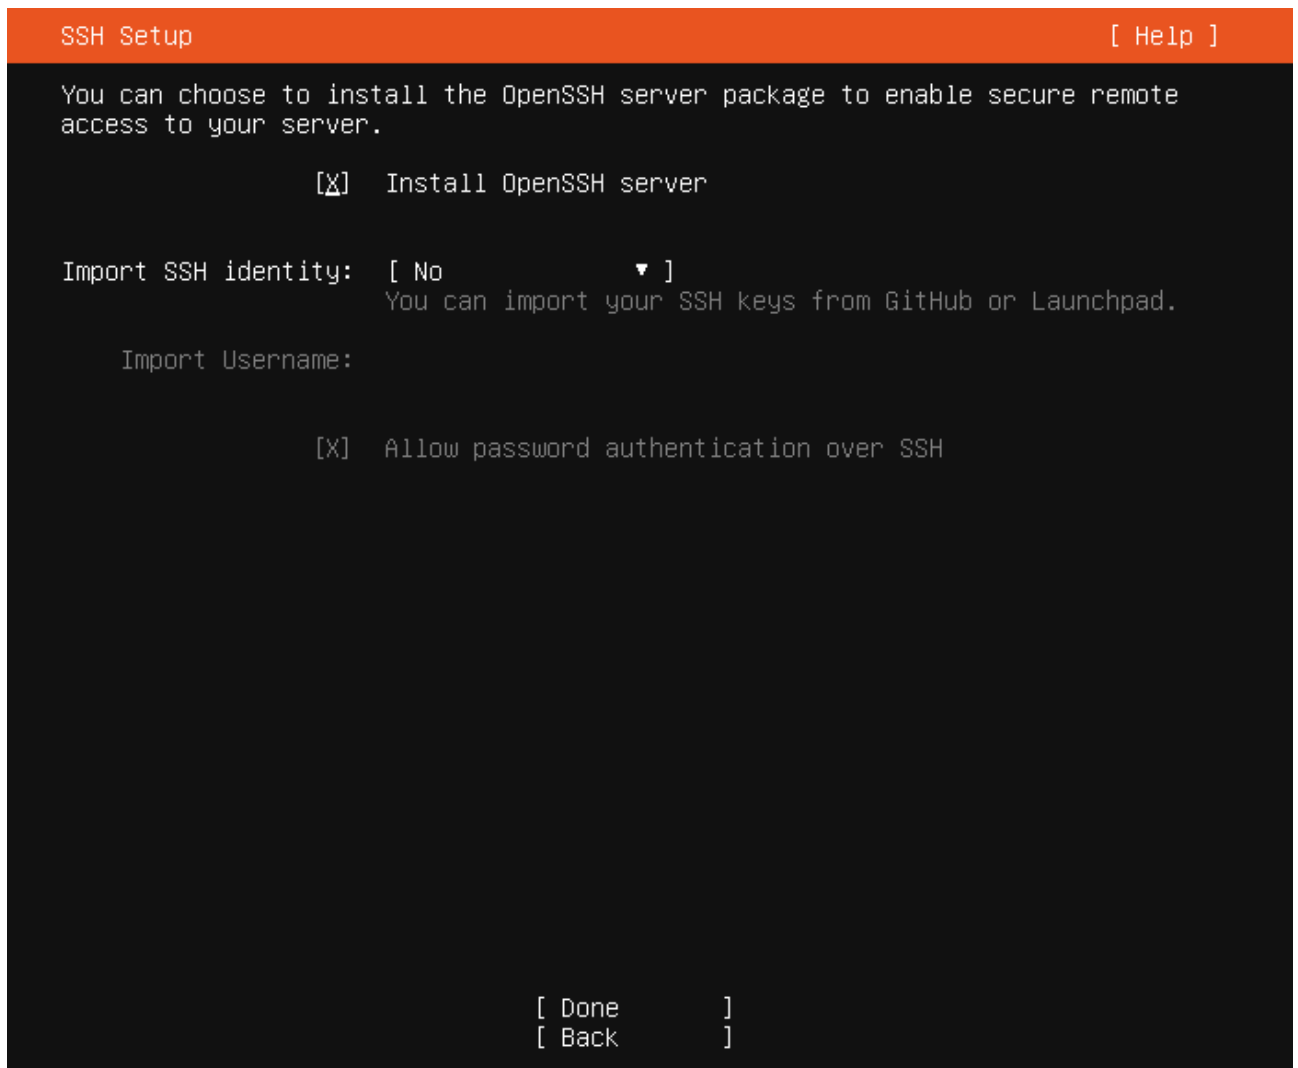 SSH Setup [ Help ]
You can choose to install the OpenSSH server package to enable secure remote
access to your server.
[X] Install OpenSSH server
Import SSH identity: [ No ▾ ]
You can import your SSH keys from GitHub or Launchpad.
Import Username:
[X] Allow password authentication over SSH
[ Done ]
[ Back ]